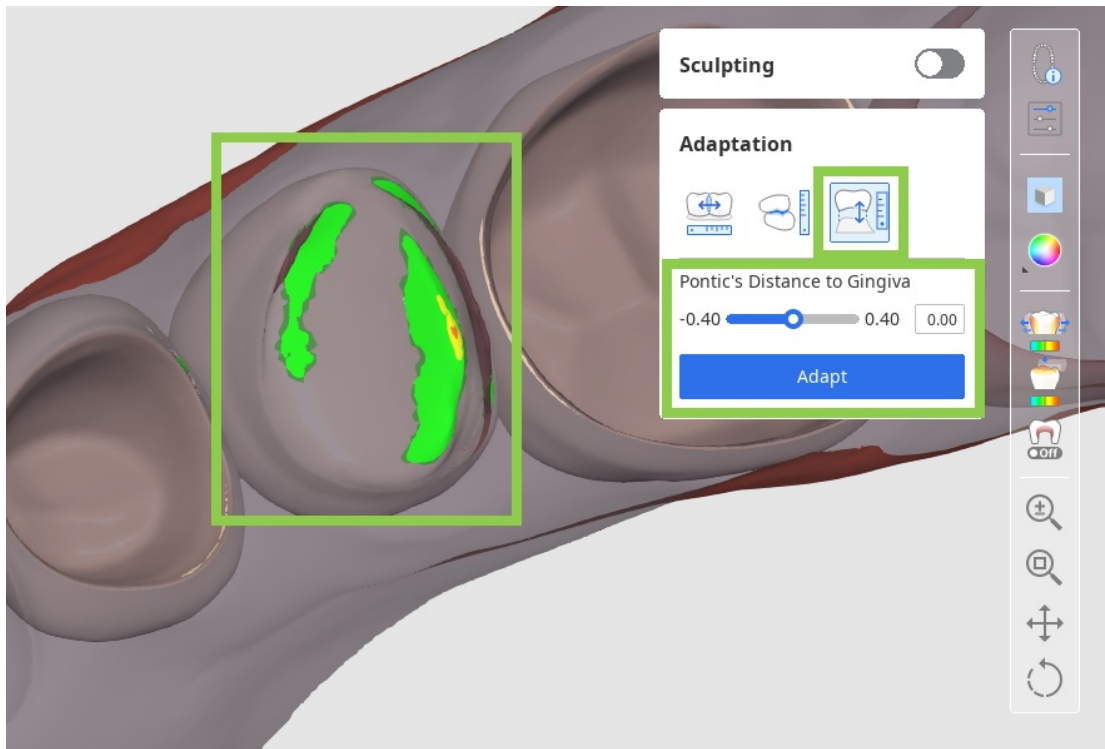 Sculpting
Adaptation
Pontic's Distance to Gingiva
-0.40 0.40 0.00
Adapt
Off